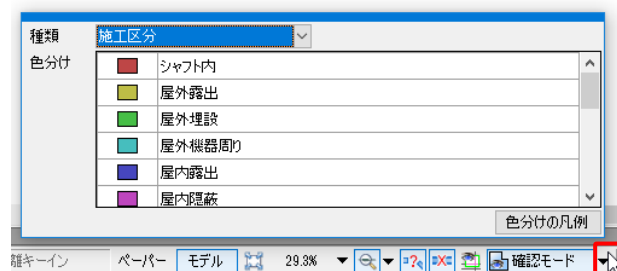 種類 施工区分
色分け シャフト内
屋外露出
屋外埋設
屋外機器周り
屋内露出
屋内隠蔽
色分けの凡例
離キーイン ペーパー モデル 29.3% 確認モード